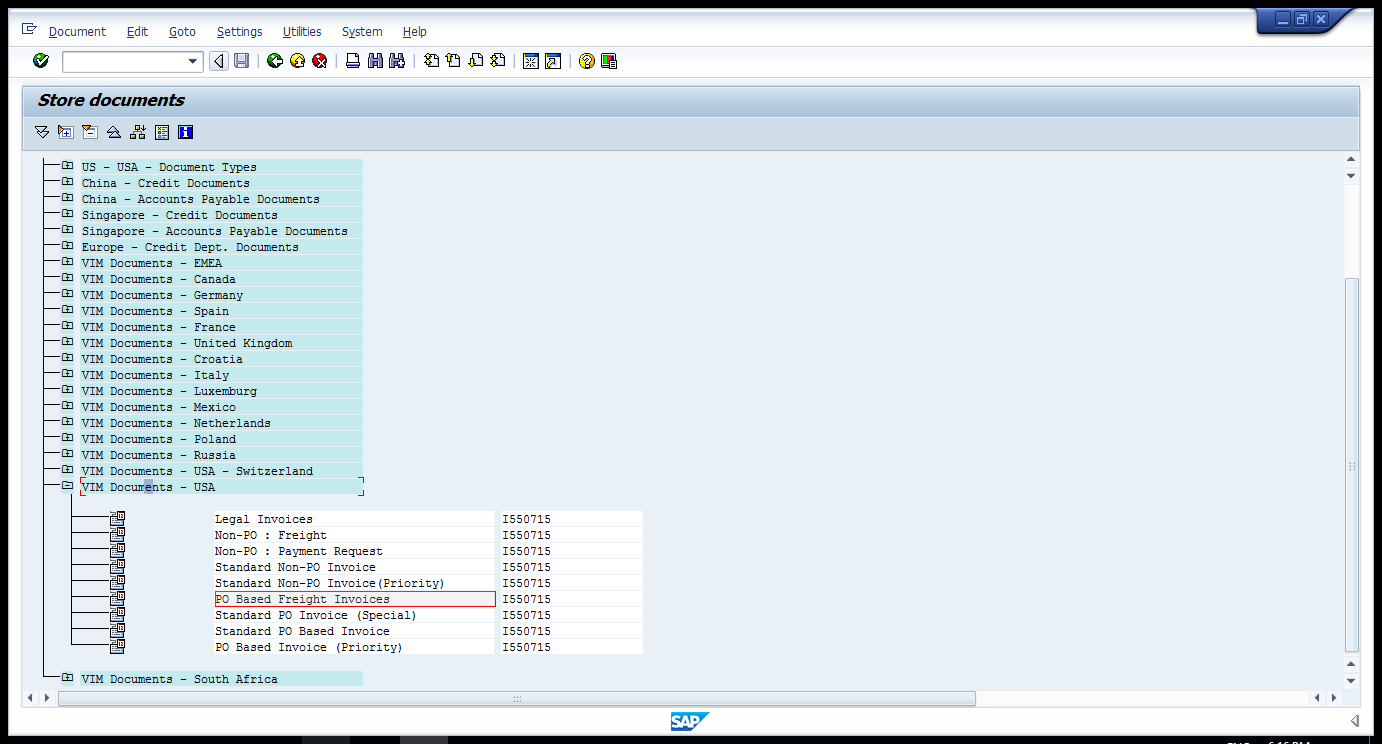 Document Edit Goto Settings Utilities System Help
Store documents
US - USA - Document Types
China - Credit Documents
China - Accounts Payable Documents
Singapore - Credit Documents
Singapore - Accounts Payable Documents
Europe - Credit Dept. Documents
VIM Documents - EMEA
VIM Documents - Canada
VIM Documents - Germany
VIM Documents - Spain
VIM Documents - France
VIM Documents - United Kingdom
VIM Documents - Croatia
VIM Documents - Italy
VIM Documents - Luxemburg
VIM Documents - Mexico
VIM Documents - Netherlands
VIM Documents - Poland
VIM Documents - Russia
VIM Documents - USA - Switzerland
VIM Documents - USA
Legal Invoices I550715
Non-PO : Freight I550715
Non-PO : Payment Request I550715
Standard Non-PO Invoice I550715
Standard Non-PO Invoice(Priority) I550715
PO Based Freight Invoices I550715
Standard PO Invoice (Special) I550715
Standard PO Based Invoice I550715
PO Based Invoice (Priority) I550715
VIM Documents - South Africa
SAP